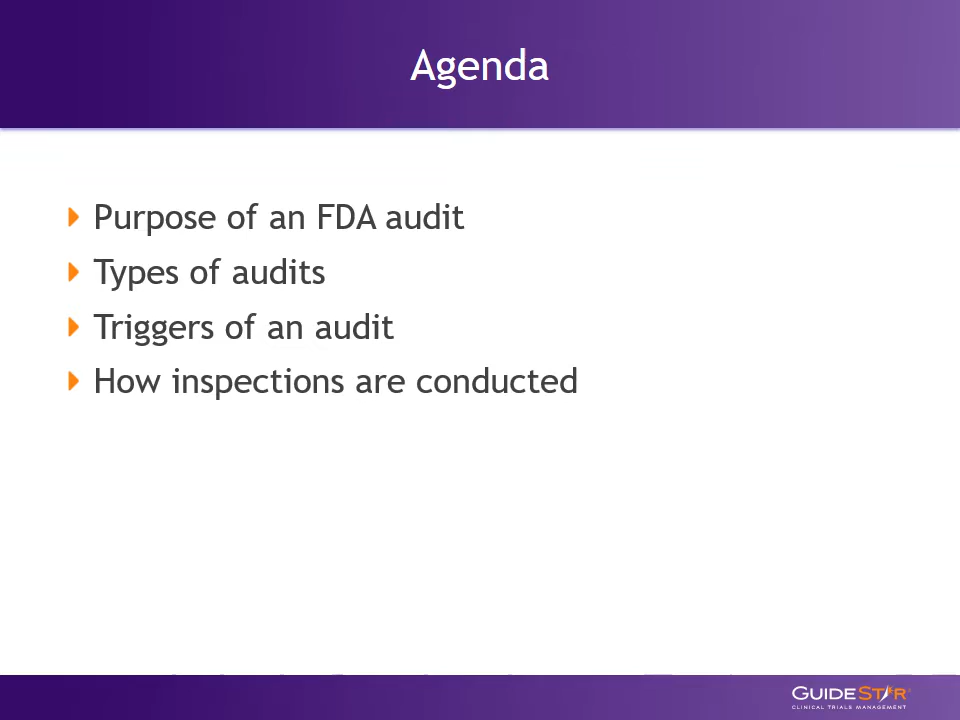 Agenda
Purpose of an FDA audit
Types of audits
Triggers of an audit
How inspections are conducted
GUIDESTAR®
CLINICAL TRIALS MANAGEMENT